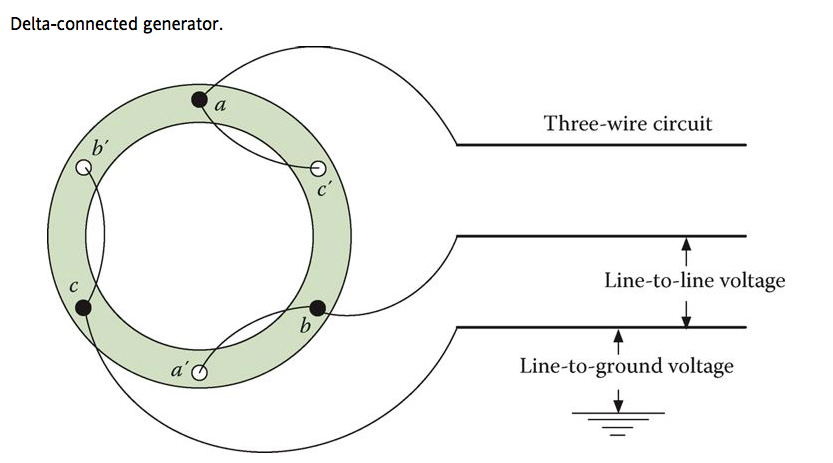 Delta-connected generator.
a
Three-wire circuit
b′
c′
c
Line-to-line voltage
b
a′
Line-to-ground voltage